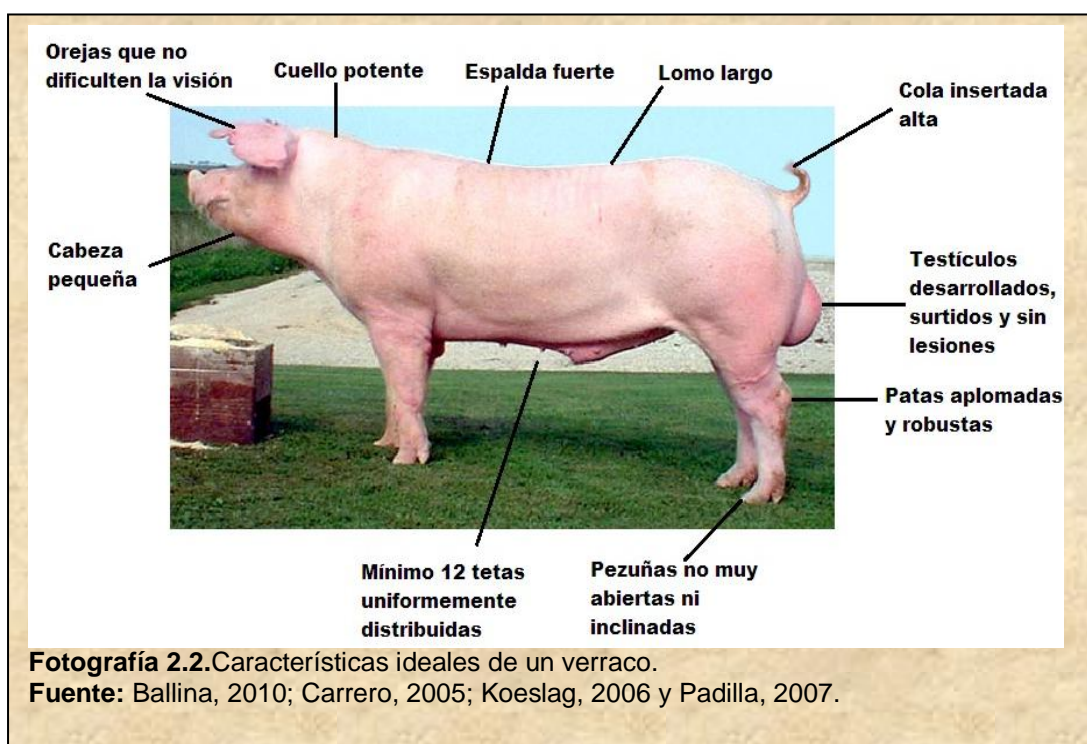 Orejas que no
dificulten la visión
Cuello potente
Espalda fuerte
Lomo largo
Cola insertada
alta
Cabeza
pequeña
Testículos
desarrollados,
surtidos y sin
lesiones
Patas aplomadas
y robustas
Mínimo 12 tetas
uniformemente
distribuidas
Pezuñas no muy
abiertas ni
inclinadas
Fotografía 2.2.Características ideales de un verraco.
Fuente: Ballina, 2010; Carrero, 2005; Koeslag, 2006 y Padilla, 2007.